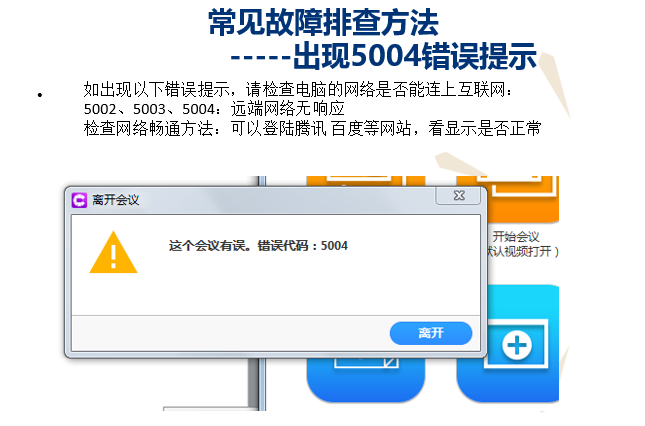 常见故障排查方法
-----出现5004错误提示
• 如出现以下错误提示，请检查电脑的网络是否能连上互联网：
5002、5003、5004：远端网络无响应
检查网络畅通方法：可以登陆腾讯 百度等网站，看显示是否正常
离开会议
这个会议有误。错误代码：5004
开始会议
默认视频打开）
离开